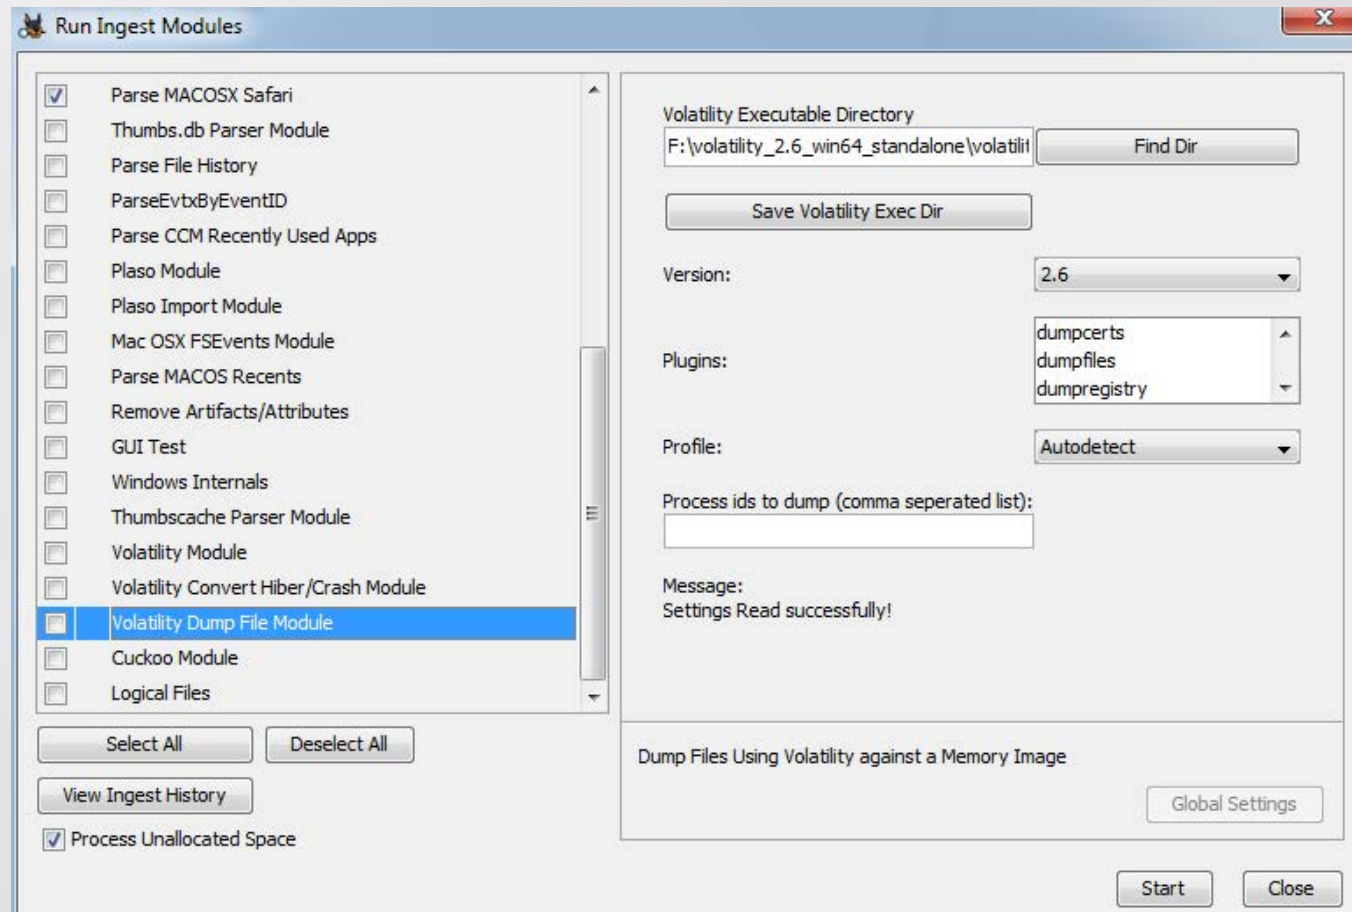 Run Ingest Modules
Parse MACOSX Safari
Thumbs.db Parser Module
Parse File History
ParseEvtxByEventID
Parse CCM Recently Used Apps
Plaso Module
Plaso Import Module
Mac OSX FSEvents Module
Parse MACOS Recents
Remove Artifacts/Attributes
GUI Test
Windows Internals
Thumbscache Parser Module
Volatility Module
Volatility Convert Hiber/Crash Module
Volatility Dump File Module
Cuckoo Module
Logical Files
Select All
Deselect All
View Ingest History
Process Unallocated Space
Volatility Executable Directory
F:\volatility_2.6_win64_standalone\volatilit
Find Dir
Save Volatility Exec Dir
Version:
2.6
Plugins:
dumpcerts
dumpfiles
dumpregistry
Profile:
Autodetect
Process ids to dump (comma seperated list):
Message:
Settings Read successfully!
Dump Files Using Volatility against a Memory Image
Global Settings
Start
Close